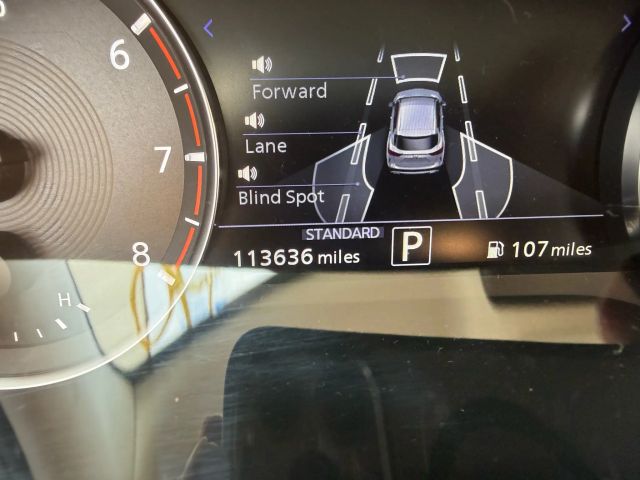 6
7
8
H
Forward
Lane
Blind Spot
STANDARD
113636 miles
P
107 miles